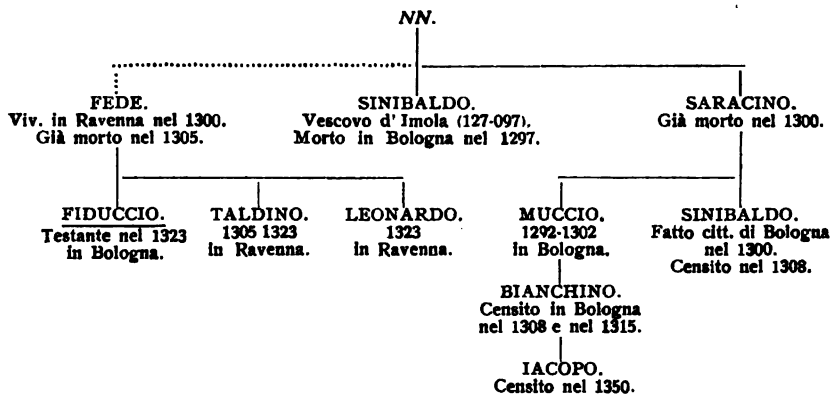 NN.
FEDE.
Viv. in Ravenna nel 1300.
Già morto nel 1305.
SINIBALDO.
Vescovo d' Imola (127-097).
Morto in Bologna nel 1297.
SARACINO.
Già morto nel 1300.
FIDUCCIO.
Testante nel 1323
in Bologna.
TALDINO.
1305 1323
in Ravenna.
LEONARDO.
1323
in Ravenna.
MUCCIO.
1292-1302
in Bologna.
SINIBALDO.
Fatto citt. di Bologna
nel 1300.
Censito nel 1308.
BIANCHINO.
Censito in Bologna
nel 1308 e nel 1315.
IACOPO.
Censito nel 1350.